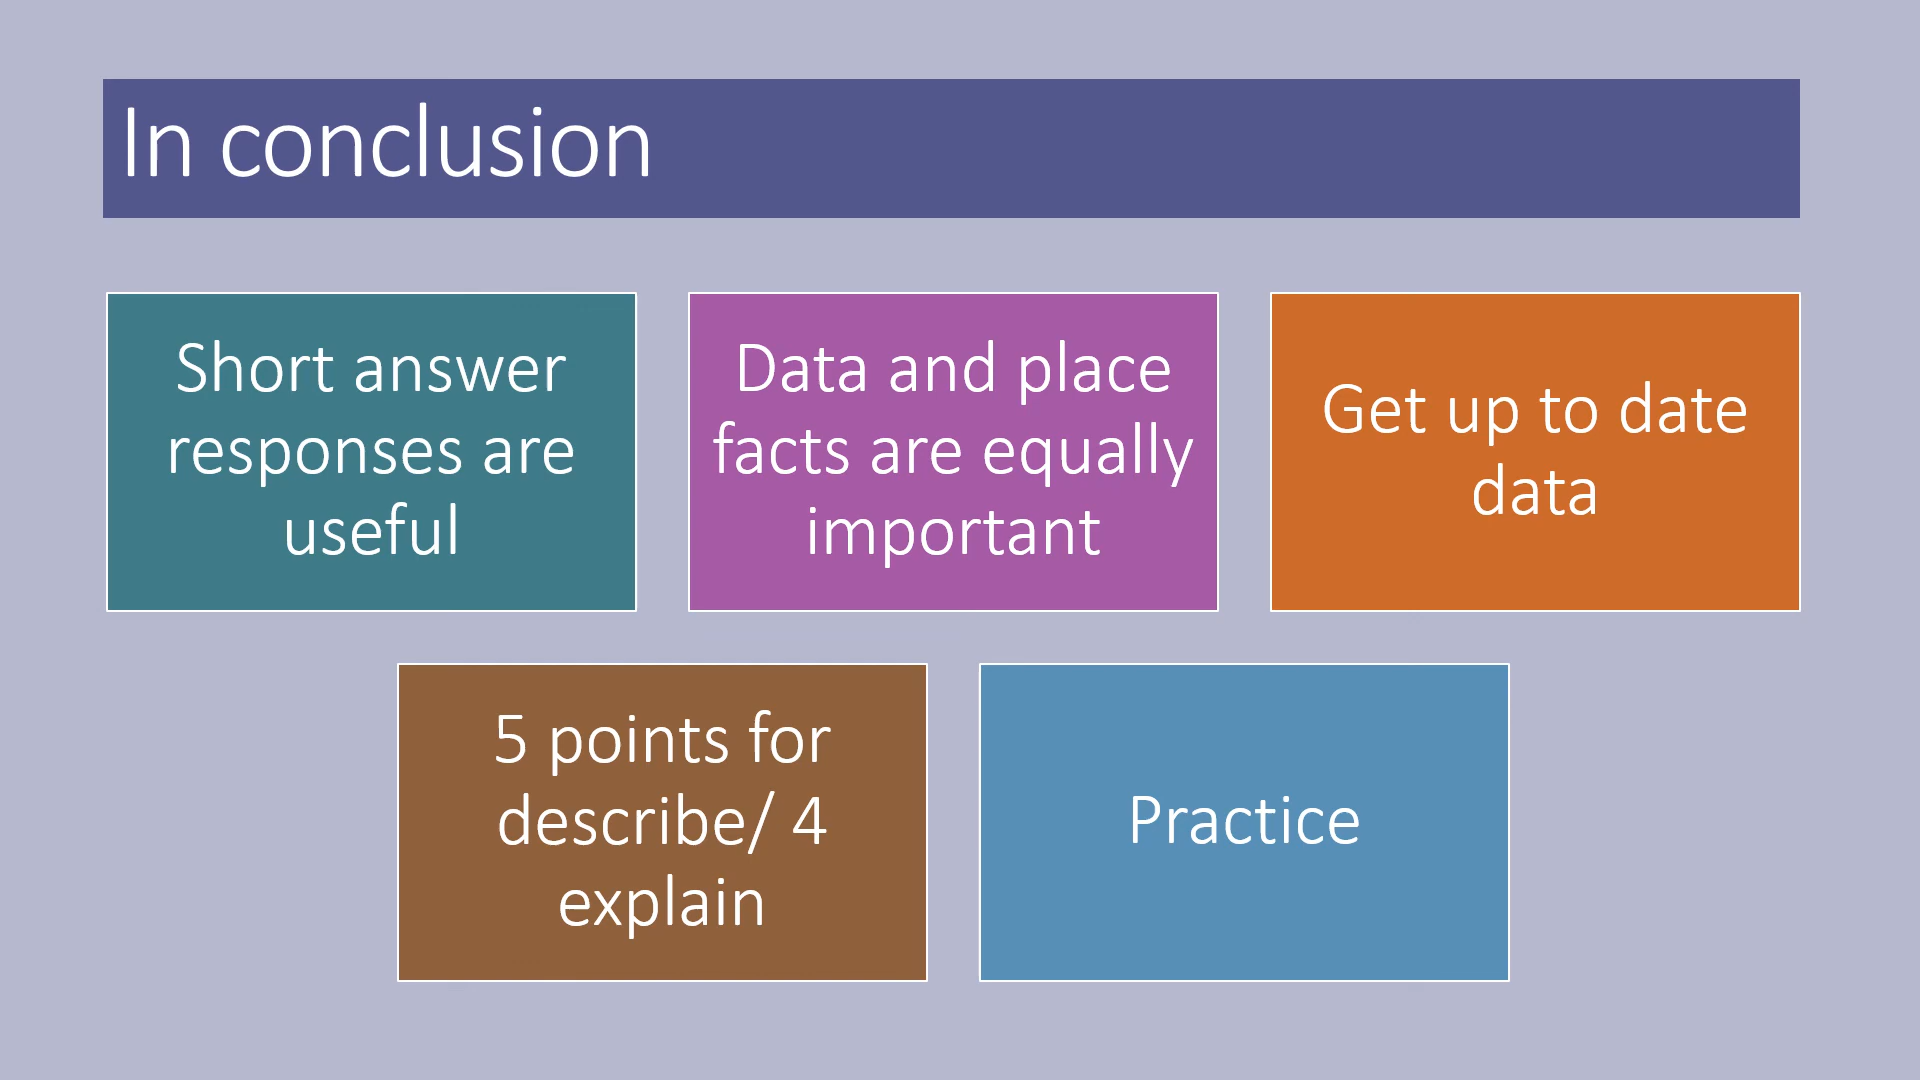 In conclusion
Short answer
responses are
useful
Data and place
facts are equally
important
Get up to date
data
5 points for
describe/ 4
explain
Practice